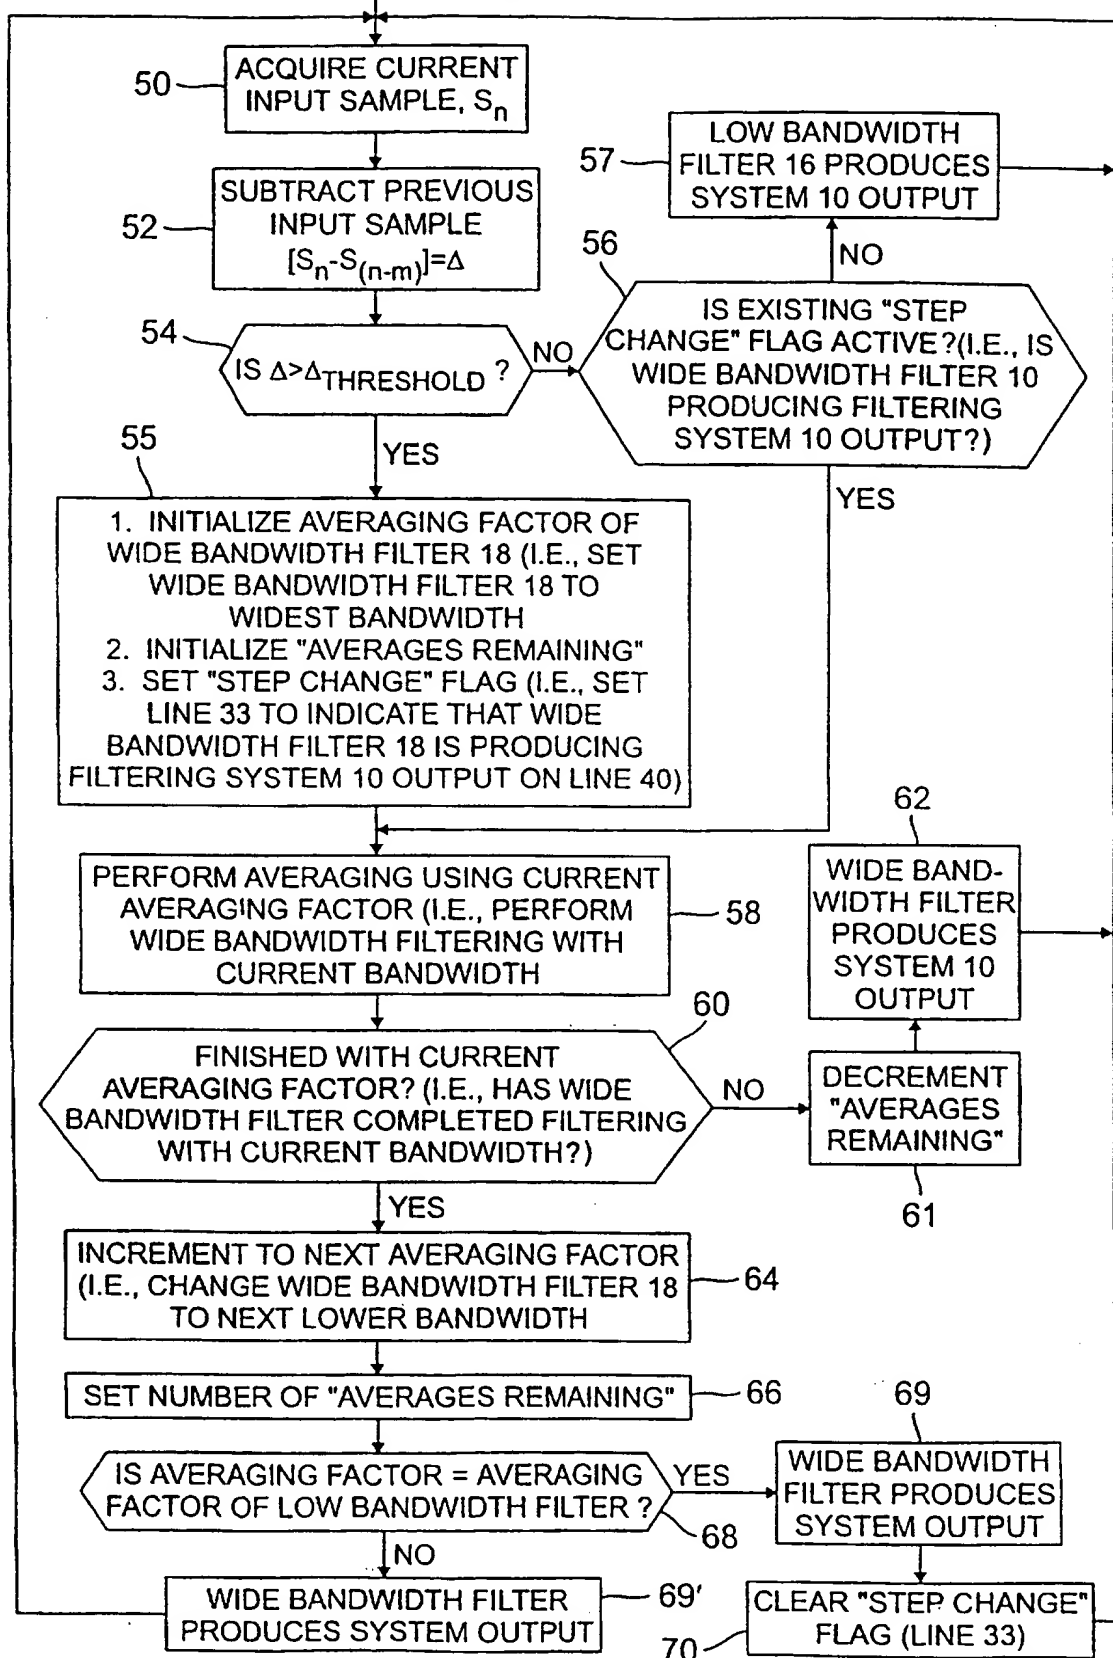 50
ACQUIRE CURRENT
INPUT SAMPLE, Sn
52
SUBTRACT PREVIOUS
INPUT SAMPLE
[Sn-S(n-m)]=Δ
57
LOW BANDWIDTH
FILTER 16 PRODUCES
SYSTEM 10 OUTPUT
NO
54
IS Δ>ΔTHRESHOLD ?
NO
56
IS EXISTING "STEP
CHANGE" FLAG ACTIVE?(I.E., IS
WIDE BANDWIDTH FILTER 10
PRODUCING FILTERING
SYSTEM 10 OUTPUT?)
YES
YES
55
1. INITIALIZE AVERAGING FACTOR OF
WIDE BANDWIDTH FILTER 18 (I.E., SET
WIDE BANDWIDTH FILTER 18 TO
WIDEST BANDWIDTH
2. INITIALIZE "AVERAGES REMAINING"
3. SET "STEP CHANGE" FLAG (I.E., SET
LINE 33 TO INDICATE THAT WIDE
BANDWIDTH FILTER 18 IS PRODUCING
FILTERING SYSTEM 10 OUTPUT ON LINE 40)
PERFORM AVERAGING USING CURRENT
AVERAGING FACTOR (I.E., PERFORM
WIDE BANDWIDTH FILTERING WITH
CURRENT BANDWIDTH
58
62
WIDE BAND-
WIDTH FILTER
PRODUCES
SYSTEM 10
OUTPUT
60
FINISHED WITH CURRENT
AVERAGING FACTOR? (I.E., HAS WIDE
BANDWIDTH FILTER COMPLETED FILTERING
WITH CURRENT BANDWIDTH?)
NO
DECREMENT
"AVERAGES
REMAINING"
61
YES
INCREMENT TO NEXT AVERAGING FACTOR
(I.E., CHANGE WIDE BANDWIDTH FILTER 18
TO NEXT LOWER BANDWIDTH
64
SET NUMBER OF "AVERAGES REMAINING"
66
IS AVERAGING FACTOR = AVERAGING
FACTOR OF LOW BANDWIDTH FILTER ?
68
YES
69
WIDE BANDWIDTH
FILTER PRODUCES
SYSTEM OUTPUT
NO
WIDE BANDWIDTH FILTER
PRODUCES SYSTEM OUTPUT
69'
CLEAR "STEP CHANGE"
FLAG (LINE 33)
70